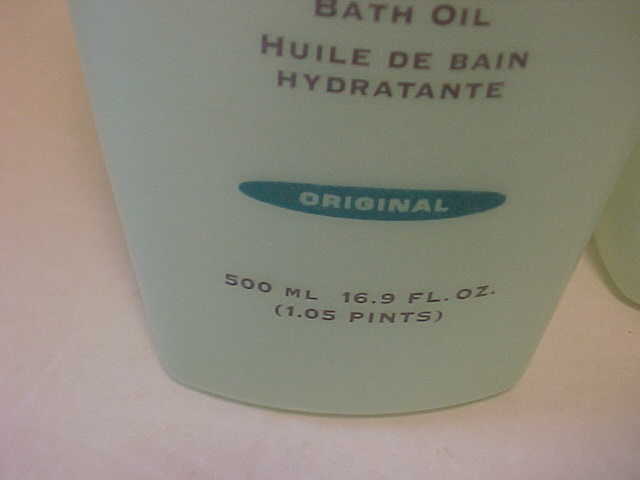 BATH OIL
HUILE DE BAIN
HYDRATANTE
ORIGINAL
500 ML 16.9 FL. OZ.
(1.05 PINTS)